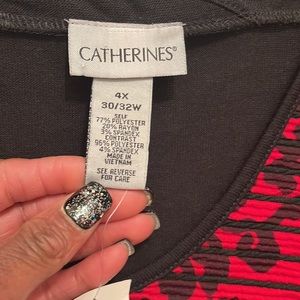 CATHERINES®
4X
30/32W
SELF
77% POLYESTER
20% RAYON
3% SPANDEX
CONTRAST
96% POLYESTER
4% SPANDEX
MADE IN
VIETNAM
SEE REVERSE
FOR CARE